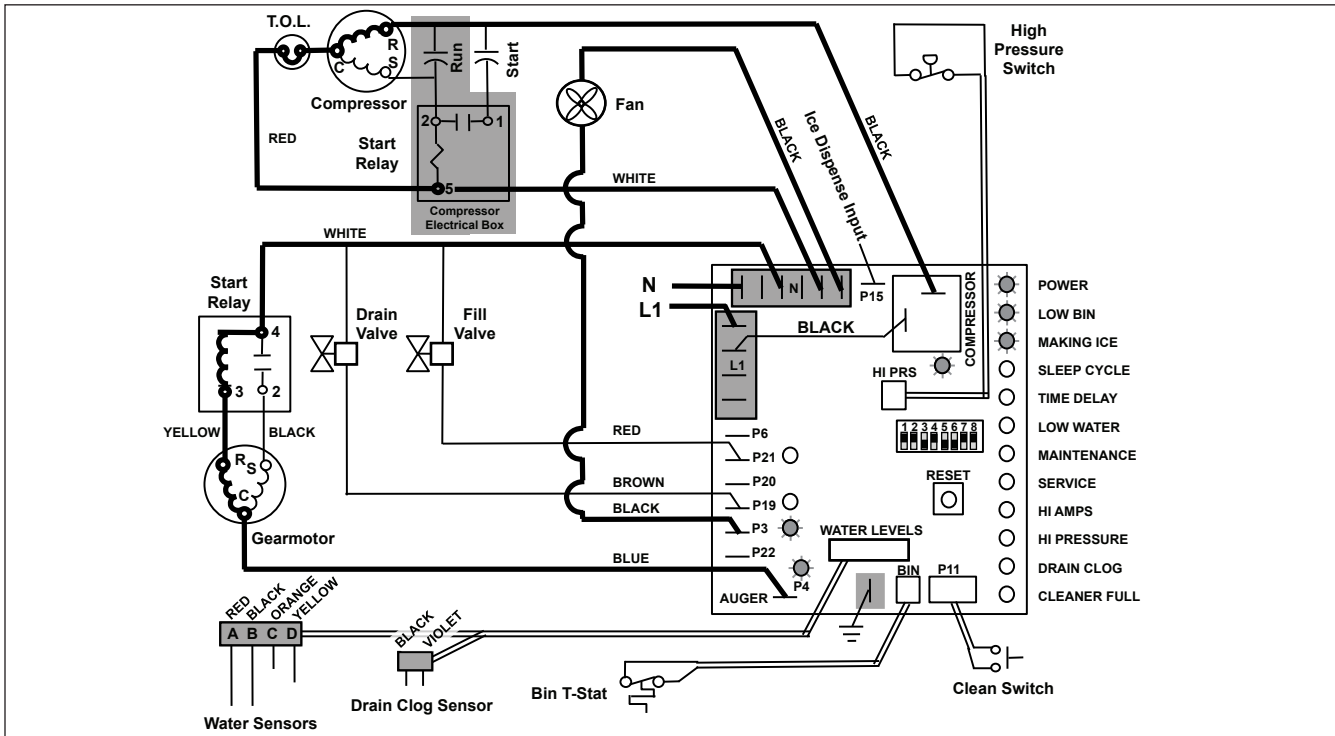 T.O.L.
R
C
S
Compressor
Run
Start
2
1
Start
Relay
5
Compressor
Electrical Box
RED
WHITE
Fan
BLACK
Ice Dispense Input
BLACK
High
Pressure
Switch
WHITE
Start
Relay
4
3
2
YELLOW
BLACK
R
S
C
Gearmotor
Drain
Valve
Fill
Valve
N
L1
N
P15
L1
BLACK
COMPRESSOR
HI PRS
1 2 3 4 5 6 7 8
RESET
RED
BROWN
BLACK
BLUE
P6
P21
P20
P19
P3
P22
P4
AUGER
WATER LEVELS
BIN
P11
POWER
LOW BIN
MAKING ICE
SLEEP CYCLE
TIME DELAY
LOW WATER
MAINTENANCE
SERVICE
HI AMPS
HI PRESSURE
DRAIN CLOG
CLEANER FULL
RED
BLACK
ORANGE
YELLOW
A B C D
Water Sensors
BLACK
VIOLET
Drain Clog Sensor
Bin T-Stat
Clean Switch